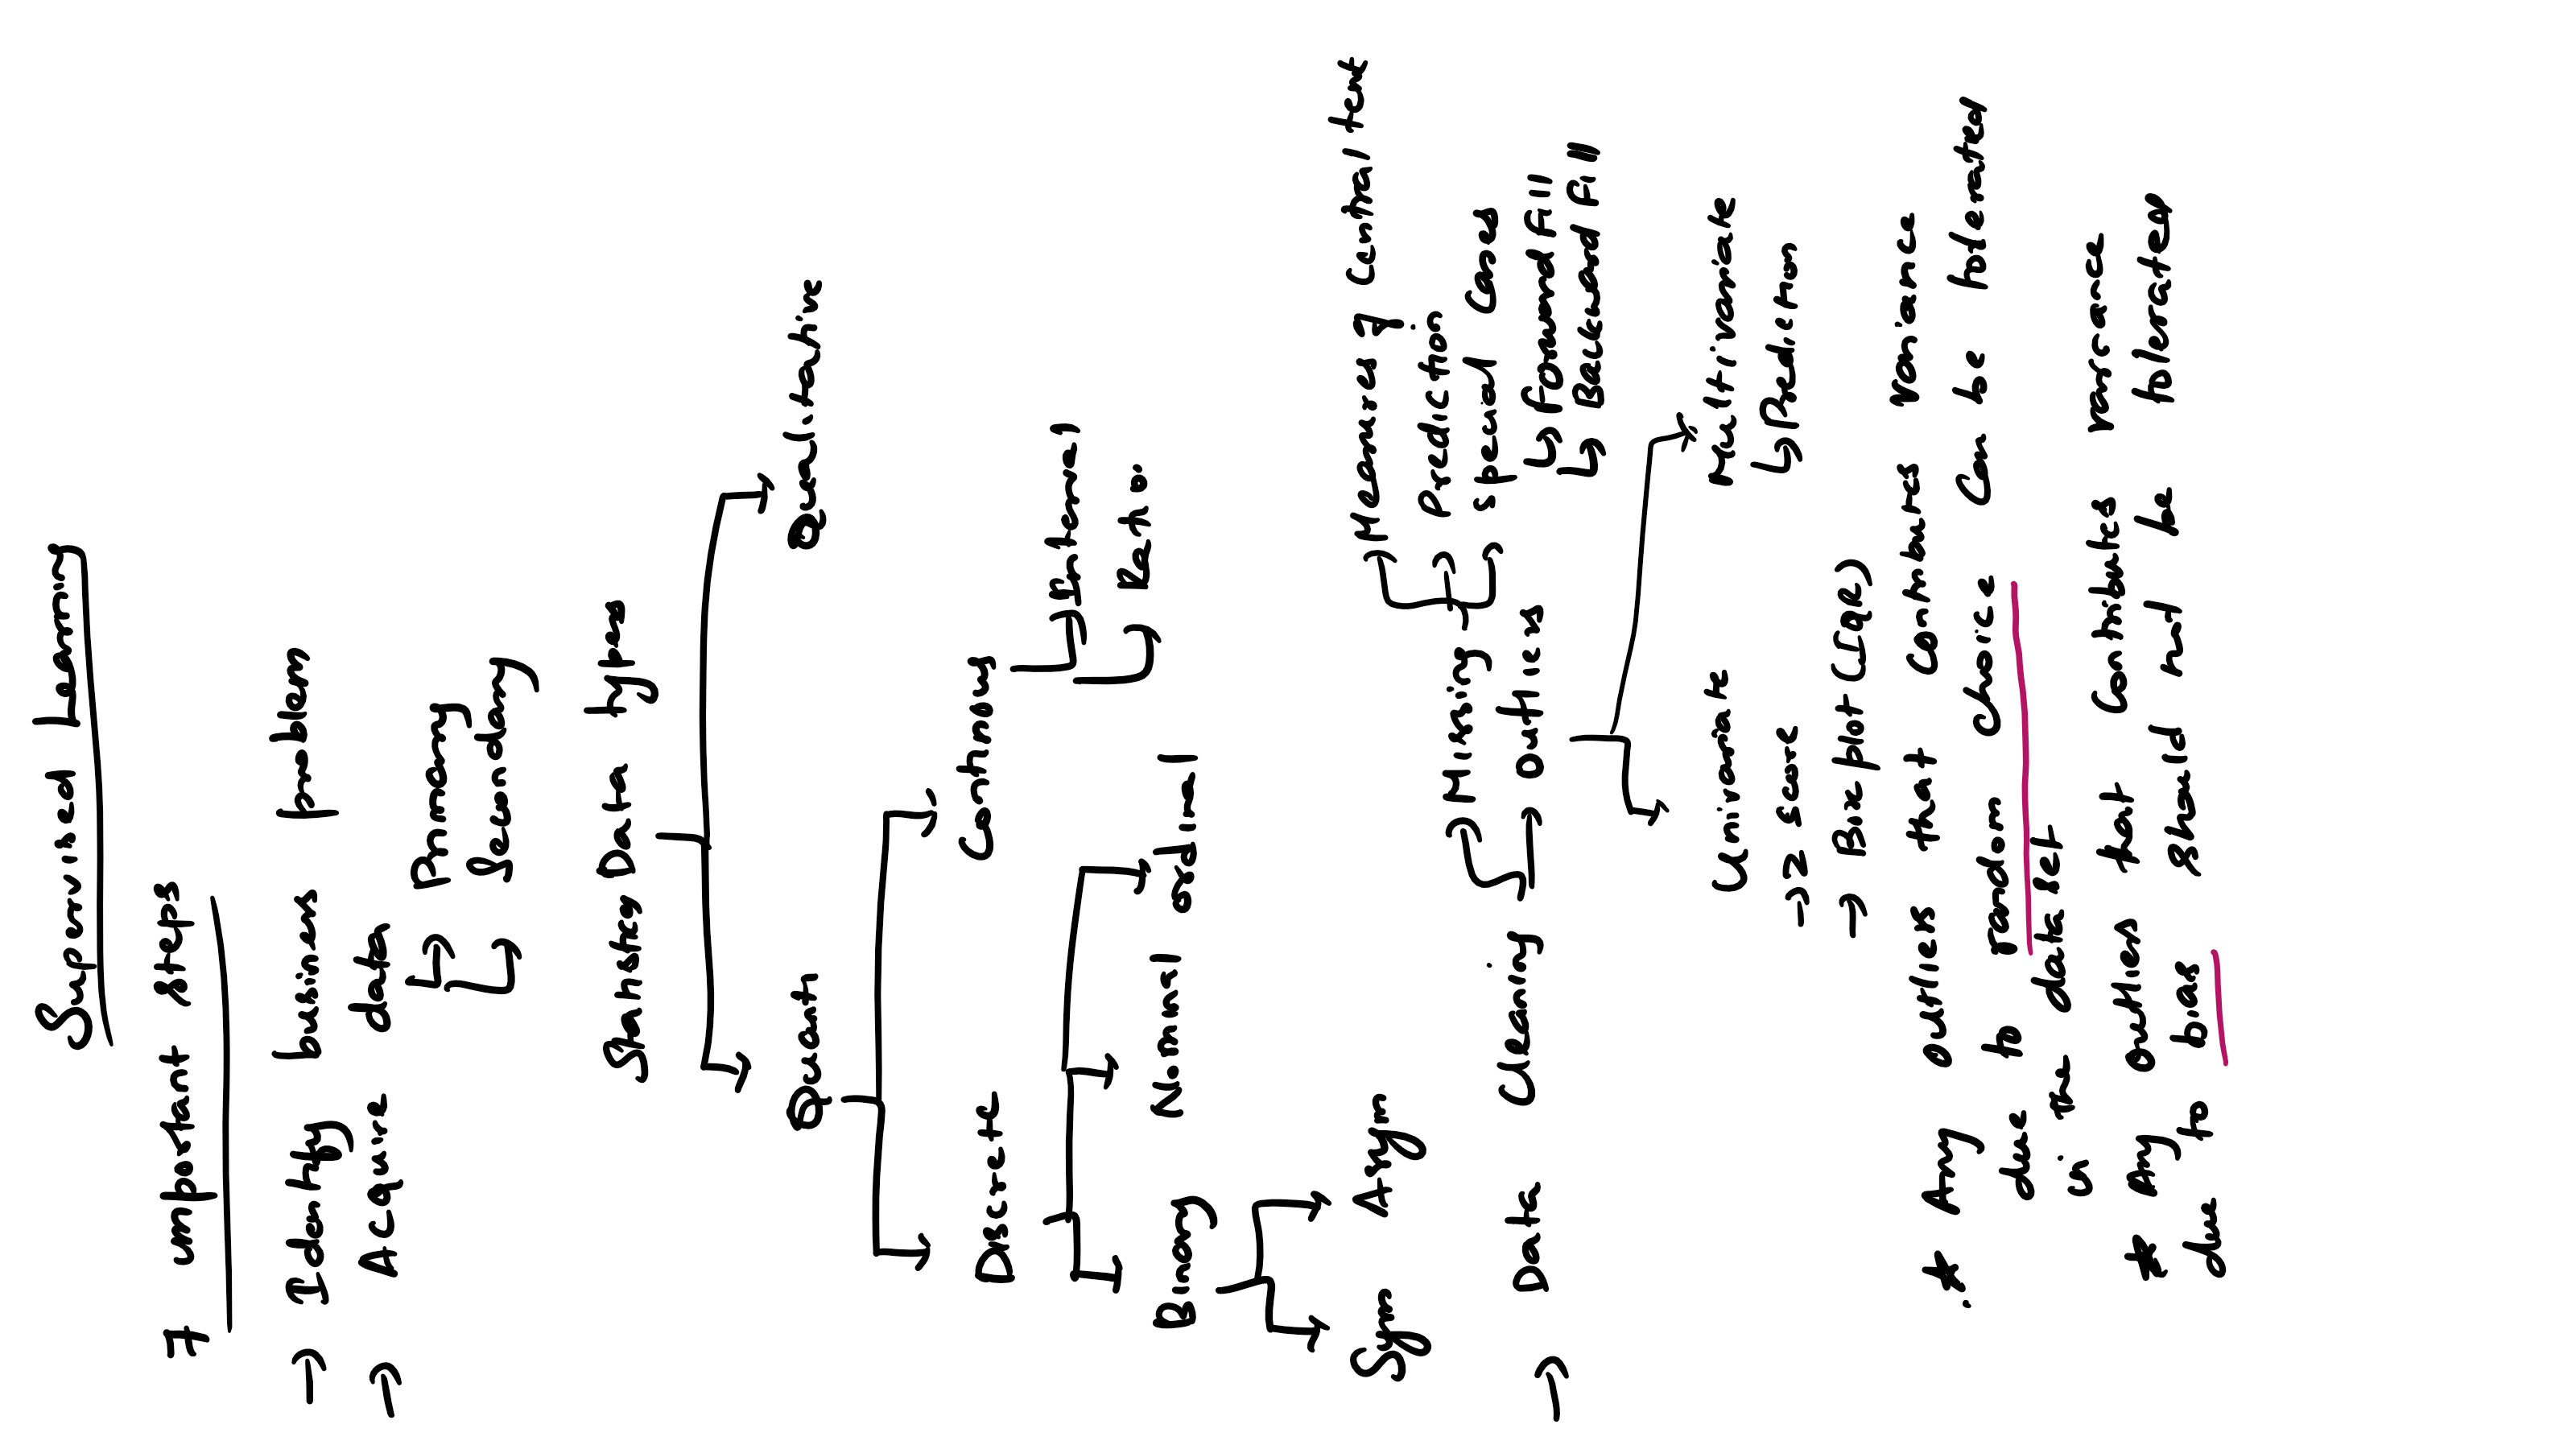 Supervised Learning
7 important steps
→ Identify business problem
→ Acquire data
↳ Primary
↳ Secondary
Statistics Data types
Quanti Qualitative
Discrete Continous
→ Interval
→ Ratio
Binary Nominal ordinal
Sym Asym
→ Data Cleaning → Missing → Measures of Central tent
→ Prediction
→ special Cases
↳ forward fill
↳ Backward fill
→ outliers
Univariate Multivariate
→ Z score ↳ Prediction
→ Box plot (IQR)
* Any outliers that Contributes variance
due to random choice Can be tolerated
in the dataset
* Any outliers that Contributes variance
due to bias should not be tolerated